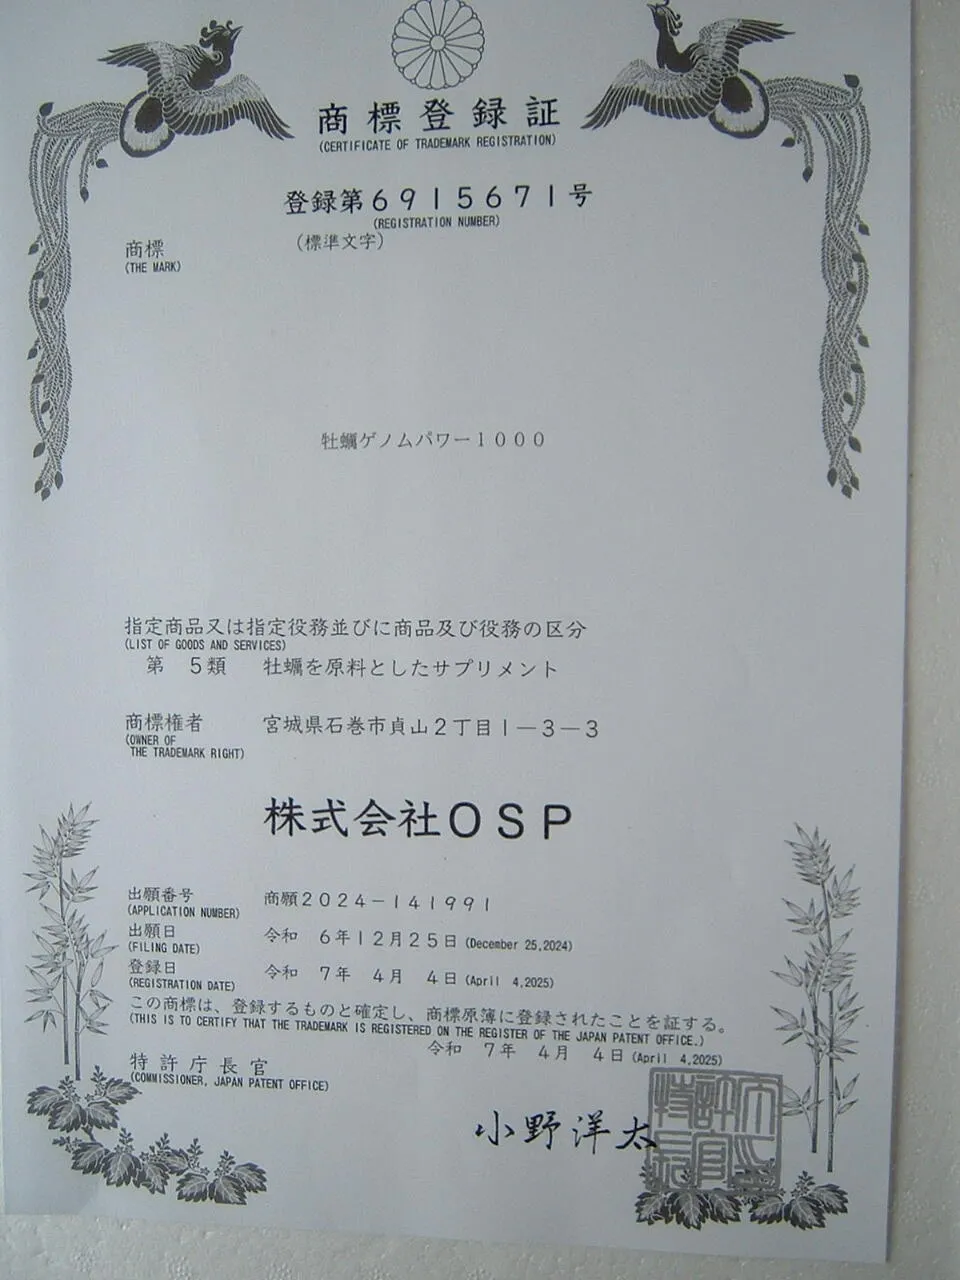 商標登録証
(CERTIFICATE OF TRADEMARK REGISTRATION)
登録第6915671号
(REGISTRATION NUMBER)
商標 (標準文字)
(THE MARK)
牡蠣ゲノムパワー1000
指定商品又は指定役務並びに商品及び役務の区分
(LIST OF GOODS AND SERVICES)
第 5類 牡蠣を原料としたサプリメント
商標権者 宮城県石巻市貞山2丁目1-3-3
(OWNER OF
THE TRADEMARK RIGHT)
株式会社OSP
出願番号 商願2024-141991
(APPLICATION NUMBER)
出願日 令和 6年12月25日(December 25,2024)
(FILING DATE)
登録日 令和 7年 4月 4日(April 4,2025)
(REGISTRATION DATE)
この商標は、登録するものと確定し、商標原簿に登録されたことを証する。
(THIS IS TO CERTIFY THAT THE TRADEMARK IS REGISTERED ON THE REGISTER OF THE JAPAN PATENT OFFICE.)
令和 7年 4月 4日(April 4,2025)
特許庁長官
(COMMISSIONER, JAPAN PATENT OFFICE)
小野洋太
特許庁長官之印